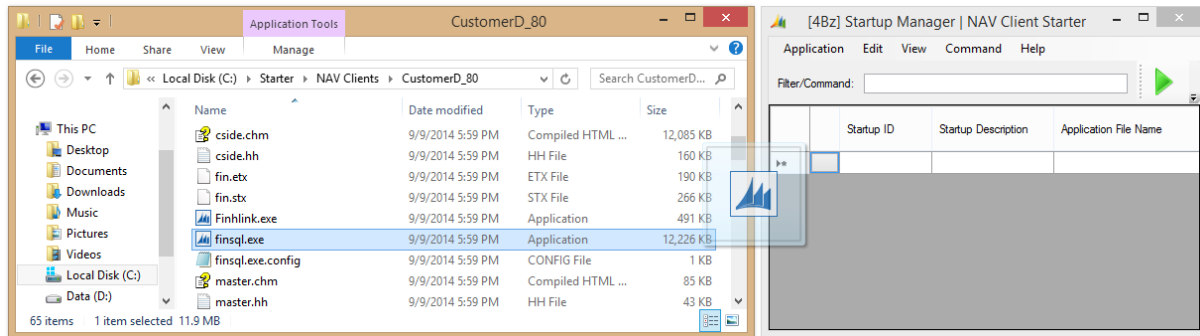 Application Tools
CustomerD_80
File Home Share View Manage
« Local Disk (C:) Starter NAV Clients CustomerD_80
Search CustomerD...
This PC
Desktop
Documents
Downloads
Music
Pictures
Videos
Local Disk (C:)
Data (D:)
Name Date modified Type Size
cside.chm 9/9/2014 5:59 PM Compiled HTML ... 12,085 KB
cside.hh 9/9/2014 5:59 PM HH File 160 KB
fin.etx 9/9/2014 5:59 PM ETX File 190 KB
fin.stx 9/9/2014 5:59 PM STX File 266 KB
Finhlink.exe 9/9/2014 5:59 PM Application 491 KB
finsql.exe 9/9/2014 5:59 PM Application 12,226 KB
finsql.exe.config 9/9/2014 5:59 PM CONFIG File 1 KB
master.chm 9/9/2014 5:59 PM Compiled HTML ... 85 KB
master.hh 9/9/2014 5:59 PM HH File 43 KB
65 items 1 item selected 11.9 MB
[4Bz] Startup Manager | NAV Client Starter
Application Edit View Command Help
Filter/Command:
Startup ID Startup Description Application File Name